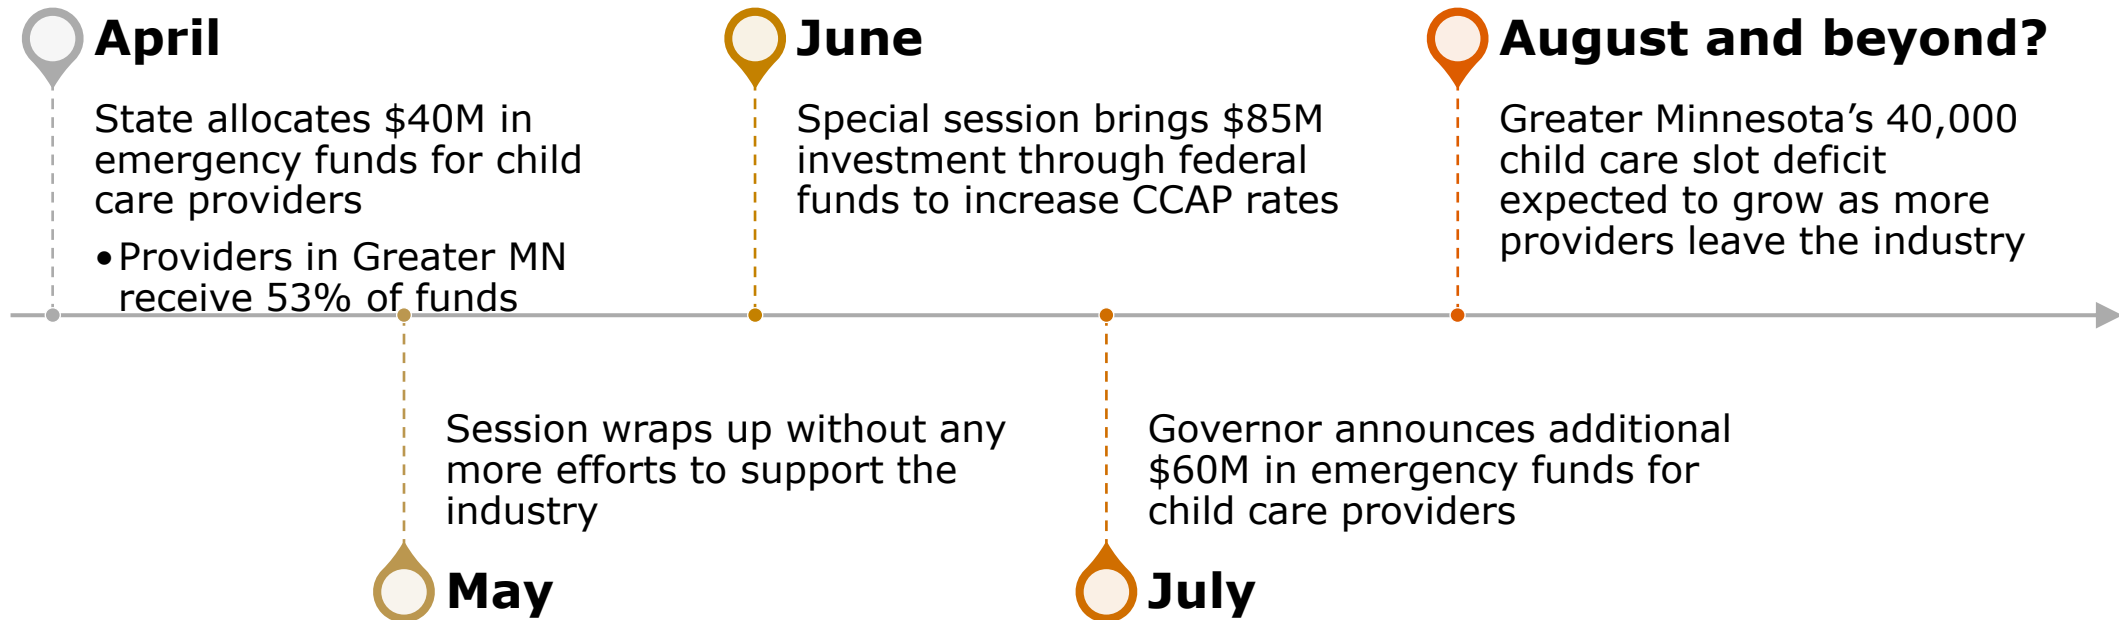 April
State allocates $40M in
emergency funds for child
care providers
•Providers in Greater MN
receive 53% of funds
May
Session wraps up without any
more efforts to support the
industry
June
Special session brings $85M
investment through federal
funds to increase CCAP rates
July
Governor announces additional
$60M in emergency funds for
child care providers
August and beyond?
Greater Minnesota’s 40,000
child care slot deficit
expected to grow as more
providers leave the industry